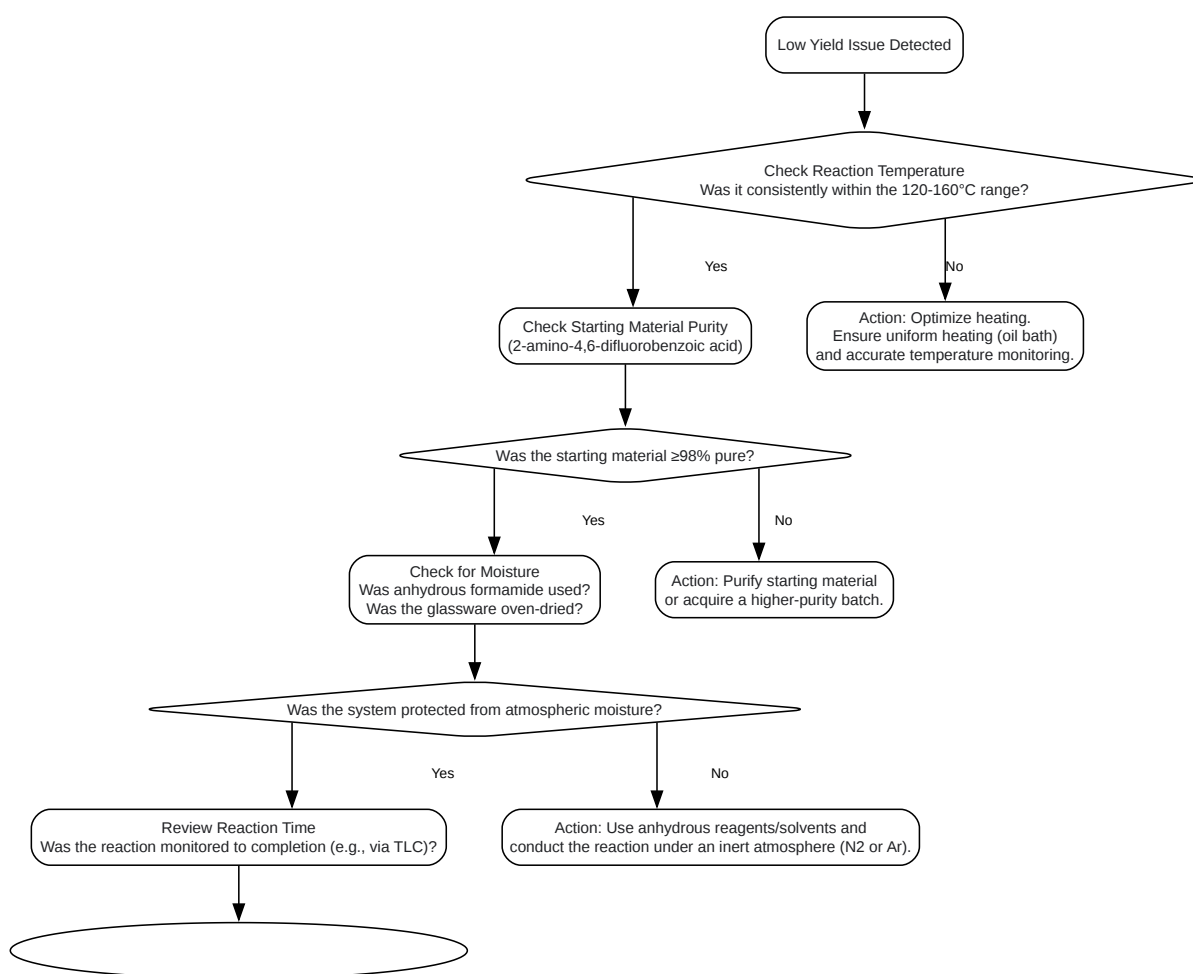 Low Yield Issue Detected
Check Reaction Temperature
Was it consistently within the 120-160°C range?
Yes
No
Check Starting Material Purity
(2-amino-4,6-difluorobenzoic acid)
Action: Optimize heating.
Ensure uniform heating (oil bath)
and accurate temperature monitoring.
Was the starting material ≥98% pure?
Yes
No
Check for Moisture
Was anhydrous formamide used?
Was the glassware oven-dried?
Action: Purify starting material
or acquire a higher-purity batch.
Was the system protected from atmospheric moisture?
Yes
No
Review Reaction Time
Was the reaction monitored to completion (e.g., via TLC)?
Action: Use anhydrous reagents/solvents and
conduct the reaction under an inert atmosphere (N2 or Ar).